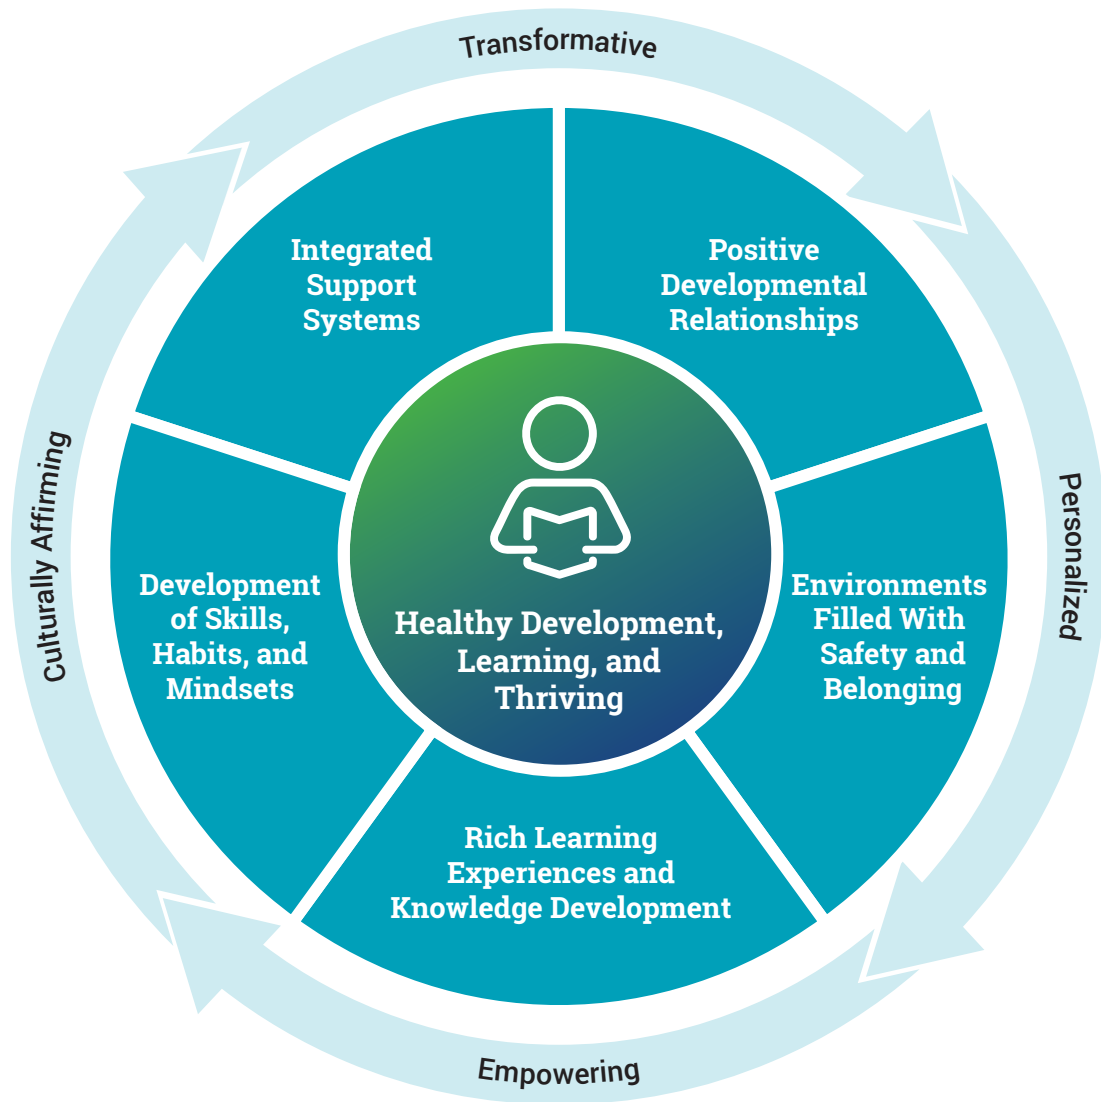 Transformative
Integrated
Support
Systems
Positive
Developmental
Relationships
Culturally Affirming
Personalized
Development
of Skills,
Habits, and
Mindsets
Healthy Development,
Learning, and
Thriving
Environments
Filled With
Safety and
Belonging
Rich Learning
Experiences and
Knowledge Development
Empowering